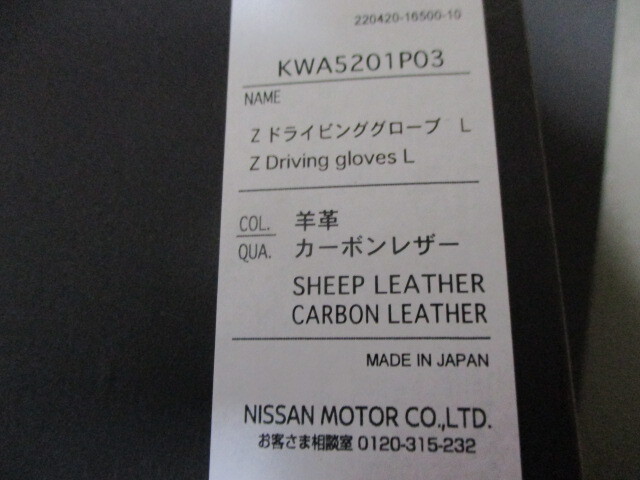 220420-16500-10
KWA5201P03
NAME
Z ドライビンググローブ L
Z Driving gloves L
COL. 羊革
QUA. カーボンレザー
SHEEP LEATHER
CARBON LEATHER
MADE IN JAPAN
NISSAN MOTOR CO.,LTD.
お客さま相談室 0120-315-232